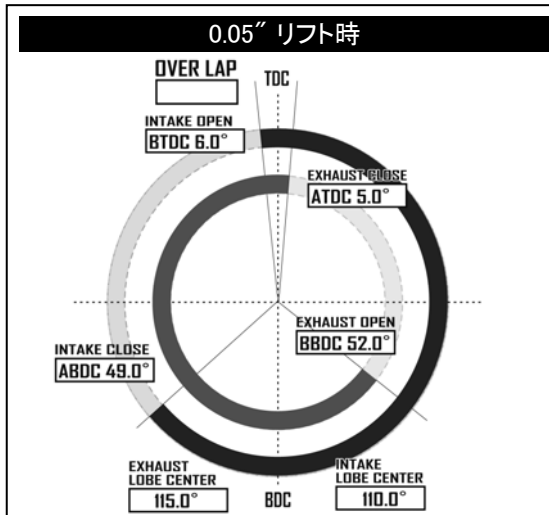 0.05″ リフト時
OVER LAP
TDC
INTAKE OPEN
BTDC 6.0°
EXHAUST CLOSE
ATDC 5.0°
EXHAUST OPEN
BBDC 52.0°
INTAKE CLOSE
ABDC 49.0°
EXHAUST
LOBE CENTER
115.0°
BDC
INTAKE
LOBE CENTER
110.0°